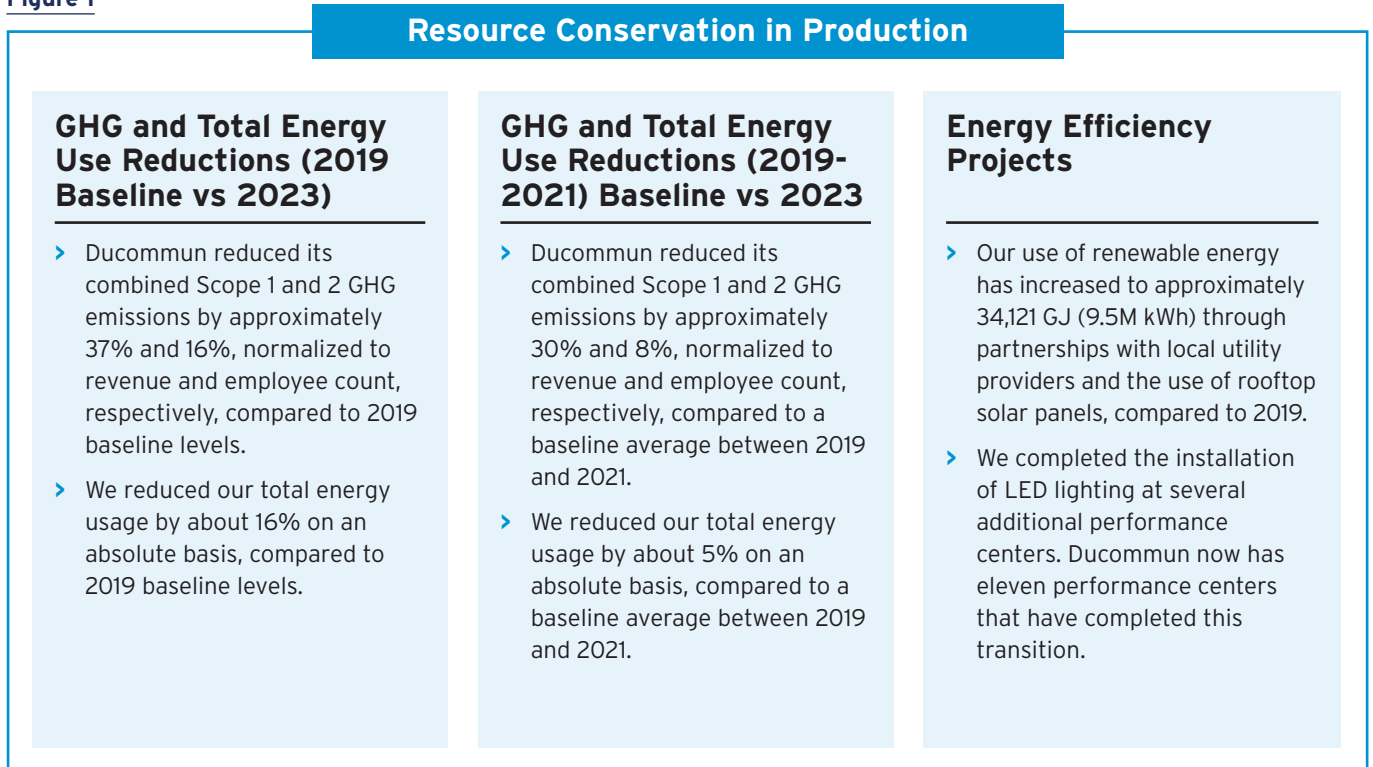 Figure 1
Resource Conservation in Production
GHG and Total Energy
Use Reductions (2019
Baseline vs 2023)
> Ducommun reduced its
combined Scope 1 and 2 GHG
emissions by approximately
37% and 16%, normalized to
revenue and employee count,
respectively, compared to 2019
baseline levels.
> We reduced our total energy
usage by about 16% on an
absolute basis, compared to
2019 baseline levels.
GHG and Total Energy
Use Reductions (2019-
2021) Baseline vs 2023
> Ducommun reduced its
combined Scope 1 and 2 GHG
emissions by approximately
30% and 8%, normalized to
revenue and employee count,
respectively, compared to a
baseline average between 2019
and 2021.
> We reduced our total energy
usage by about 5% on an
absolute basis, compared to a
baseline average between 2019
and 2021.
Energy Efficiency
Projects
> Our use of renewable energy
has increased to approximately
34,121 GJ (9.5M kWh) through
partnerships with local utility
providers and the use of rooftop
solar panels, compared to 2019.
> We completed the installation
of LED lighting at several
additional performance
centers. Ducommun now has
eleven performance centers
that have completed this
transition.